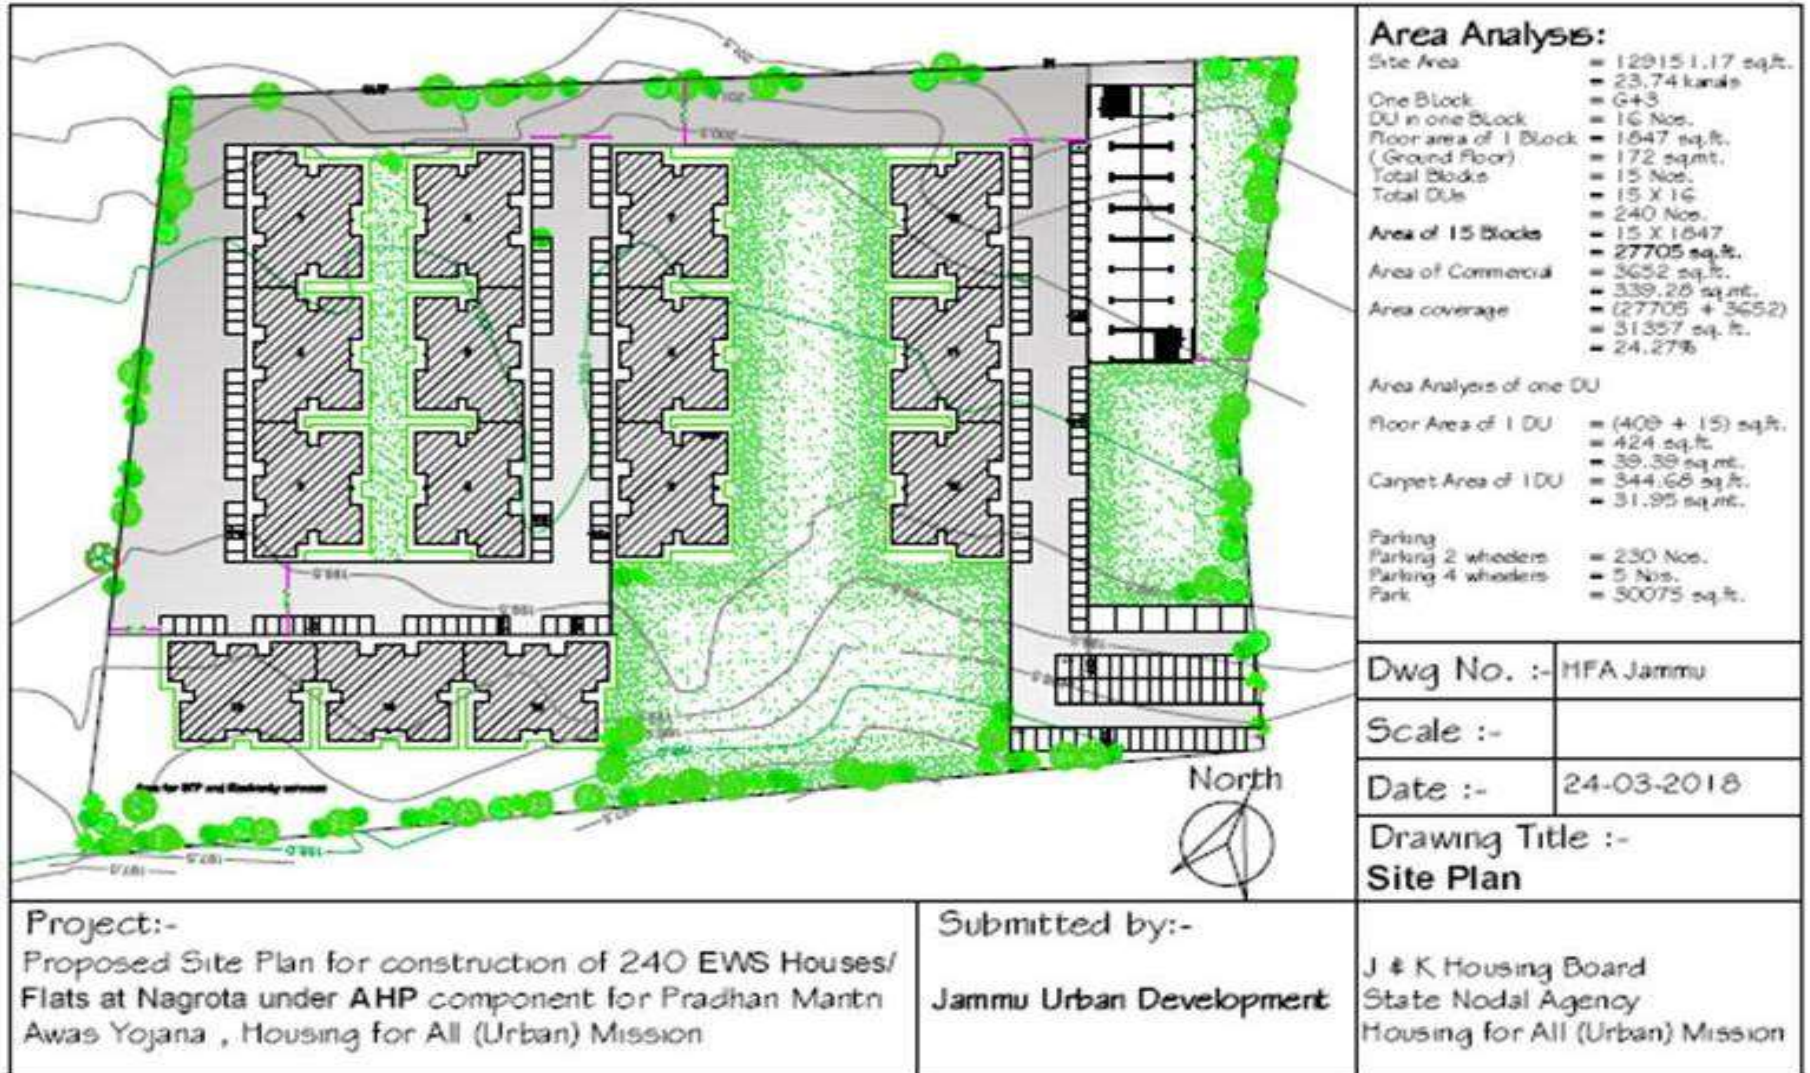 Area Analysis:
Site Area = 129151.17 sq.ft.
= 23.74 kanals
One Block = G+3
DU in one Block = 16 Nos.
Floor area of 1 Block = 1847 sq.ft.
(Ground Floor) = 172 sq.mt.
Total Blocks = 15 Nos.
Total DUs = 15 X 16
= 240 Nos.
Area of 15 Blocks = 15 X 1847
= 27705 sq.ft.
Area of Commercial = 3652 sq.ft.
= 339.28 sq.mt.
Area coverage = (27705 + 3652)
= 31357 sq. ft.
= 24.27%
Area Analysis of one DU
Floor Area of 1 DU = (409 + 15) sq.ft.
= 424 sq.ft.
= 39.39 sq.mt.
Carpet Area of 1DU = 344.68 sq.ft.
= 31.95 sq.mt.
Parking
Parking 2 wheelers = 230 Nos.
Parking 4 wheelers = 5 Nos.
Park = 30075 sq.ft.
Dwg No. :- HFA Jammu
Scale :-
Date :- 24-03-2018
Drawing Title :-
Site Plan
North
Area for STP and Electricity services
Project:-
Proposed Site Plan for construction of 240 EWS Houses/
Flats at Nagrota under AHP component for Pradhan Mantri
Awas Yojana , Housing for All (Urban) Mission
Submitted by:-
Jammu Urban Development
J & K Housing Board
State Nodal Agency
Housing for All (Urban) Mission